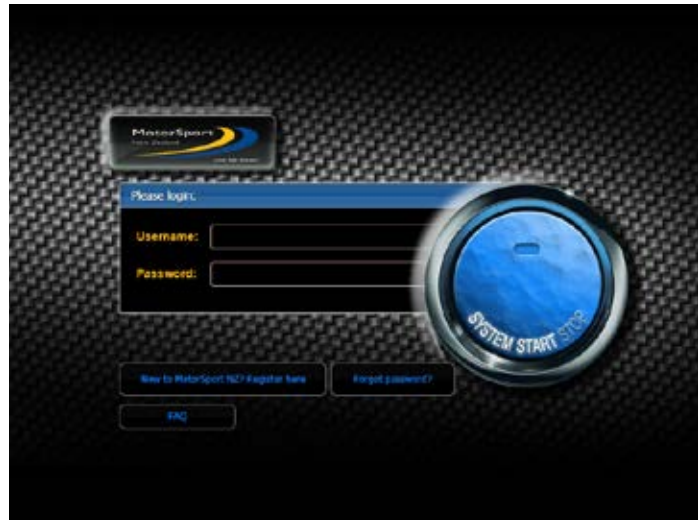 MotorSport
New Zealand
Please login:
Username:
Password:
SYSTEM START STOP
New to MotorSport NZ? Register here
Forgot password?
FAQ